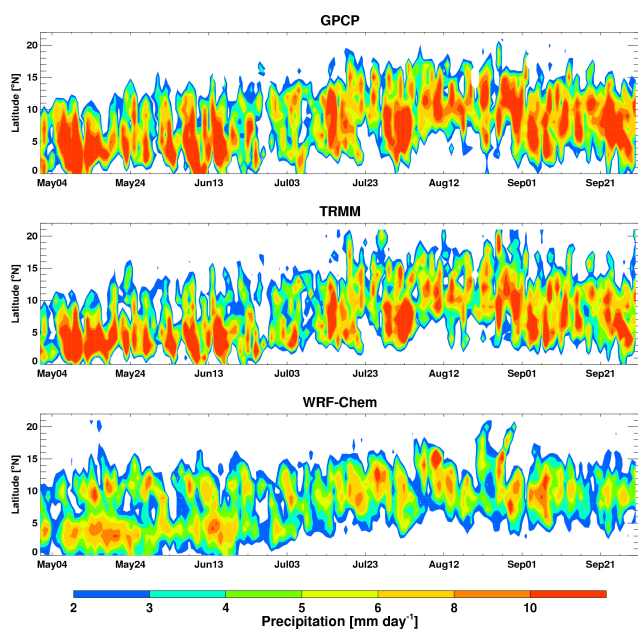 GPCP
20
15
10
5
0
Latitude [°N]
May04 May24 Jun13 Jul03 Jul23 Aug12 Sep01 Sep21
TRMM
20
15
10
5
0
Latitude [°N]
May04 May24 Jun13 Jul03 Jul23 Aug12 Sep01 Sep21
WRF-Chem
20
15
10
5
0
Latitude [°N]
May04 May24 Jun13 Jul03 Jul23 Aug12 Sep01 Sep21
2 3 4 5 6 8 10
Precipitation [mm day⁻¹]